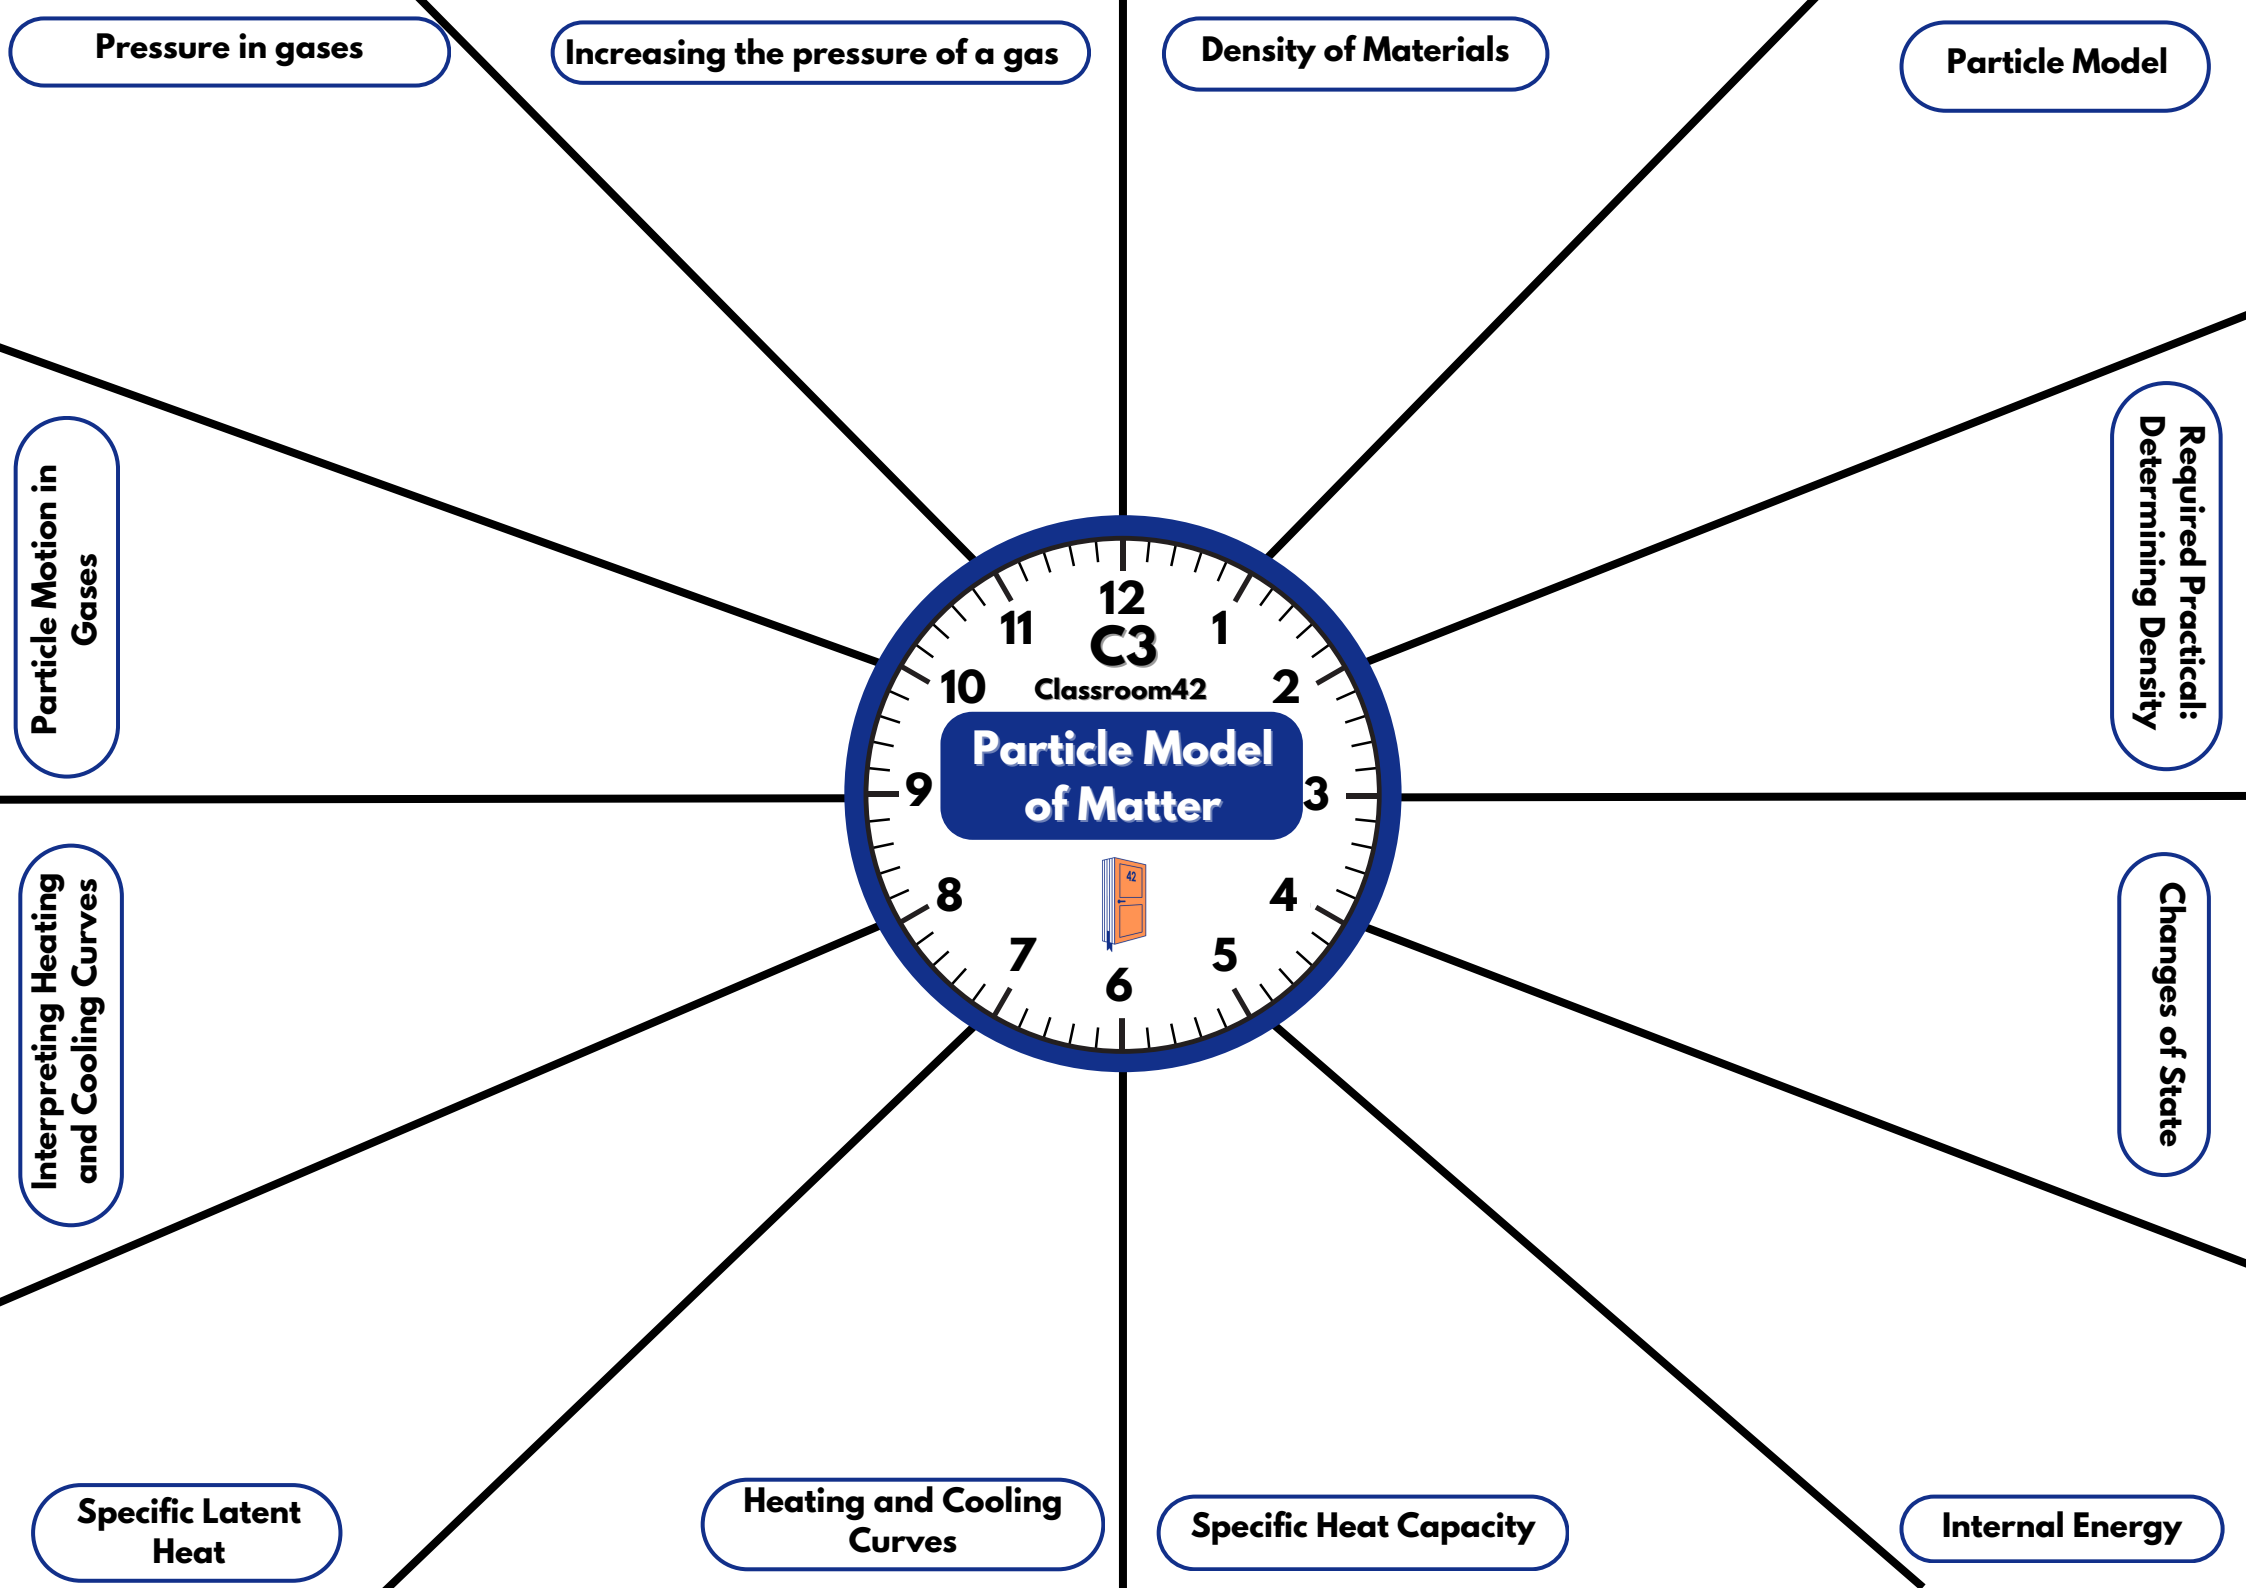 Pressure in gases
Increasing the pressure of a gas
Density of Materials
Particle Model
Required Practical:
Determining Density
Changes of State
Internal Energy
Specific Heat Capacity
Heating and Cooling
Curves
Specific Latent
Heat
Interpreting Heating
and Cooling Curves
Particle Motion in
Gases
12
1
2
3
4
5
6
7
8
9
10
11
C3
Classroom42
Particle Model
of Matter
42